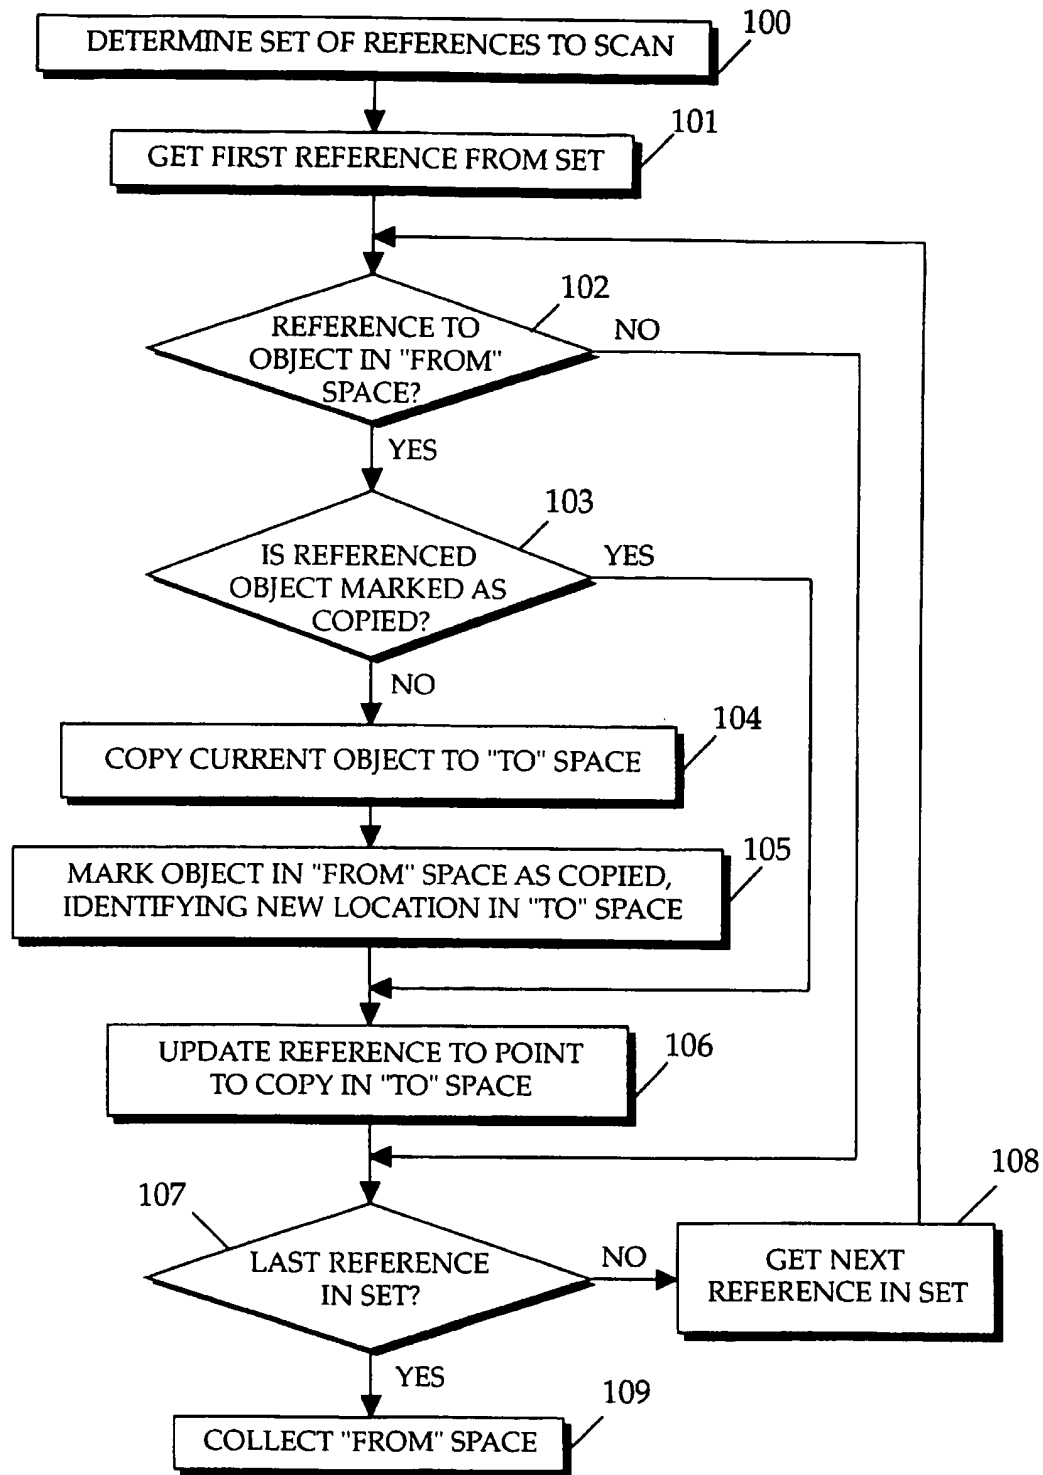 100
DETERMINE SET OF REFERENCES TO SCAN
101
GET FIRST REFERENCE FROM SET
102
REFERENCE TO
OBJECT IN "FROM"
SPACE?
NO
YES
103
IS REFERENCED
OBJECT MARKED AS
COPIED?
YES
NO
104
COPY CURRENT OBJECT TO "TO" SPACE
105
MARK OBJECT IN "FROM" SPACE AS COPIED,
IDENTIFYING NEW LOCATION IN "TO" SPACE
UPDATE REFERENCE TO POINT
TO COPY IN "TO" SPACE
106
107
LAST REFERENCE
IN SET?
NO
108
GET NEXT
REFERENCE IN SET
YES
109
COLLECT "FROM" SPACE